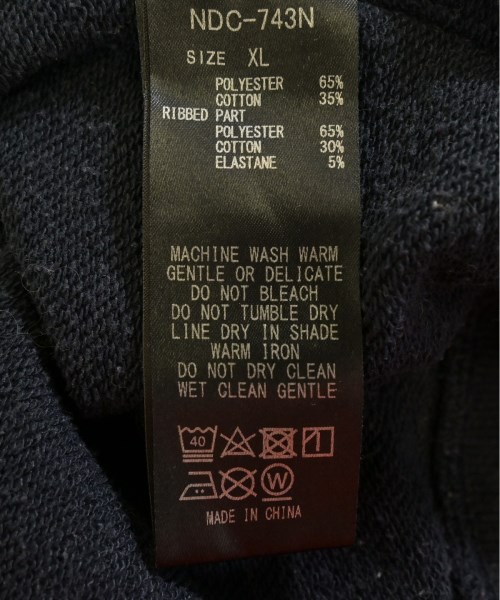 NDC-743N
SIZE XL
POLYESTER 65%
COTTON 35%
RIBBED PART
POLYESTER 65%
COTTON 30%
ELASTANE 5%
MACHINE WASH WARM
GENTLE OR DELICATE
DO NOT BLEACH
DO NOT TUMBLE DRY
LINE DRY IN SHADE
WARM IRON
DO NOT DRY CLEAN
WET CLEAN GENTLE
40
W
MADE IN CHINA